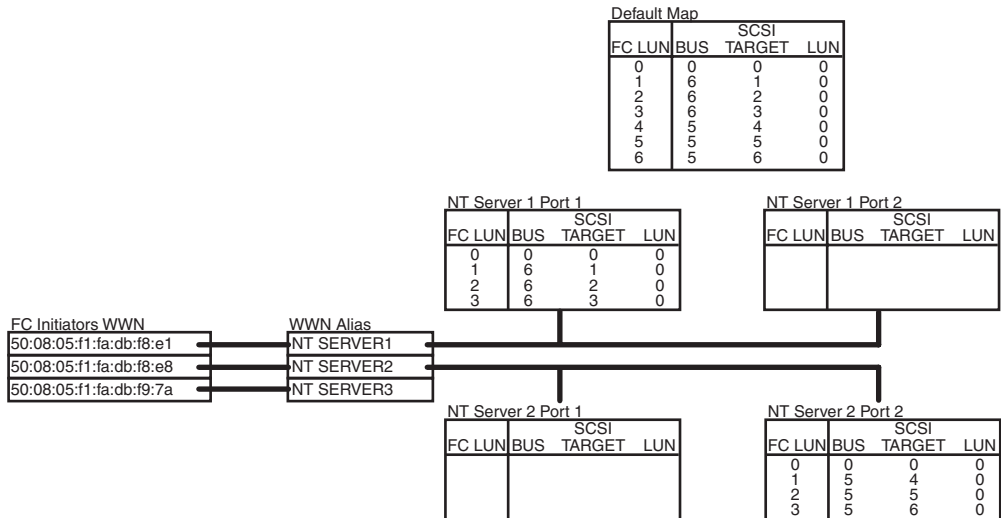 Default Map
SCSI
FC LUN BUS TARGET LUN
0 0 0 0
1 6 1 0
2 6 2 0
3 6 3 0
4 5 4 0
5 5 5 0
6 5 6 0
NT Server 1 Port 1
SCSI
FC LUN BUS TARGET LUN
0 0 0 0
1 6 1 0
2 6 2 0
3 6 3 0
NT Server 1 Port 2
SCSI
FC LUN BUS TARGET LUN
FC Initiators WWN
50:08:05:f1:fa:db:f8:e1
50:08:05:f1:fa:db:f8:e8
50:08:05:f1:fa:db:f9:7a
WWN Alias
NT SERVER1
NT SERVER2
NT SERVER3
NT Server 2 Port 1
SCSI
FC LUN BUS TARGET LUN
NT Server 2 Port 2
SCSI
FC LUN BUS TARGET LUN
0 0 0 0
1 5 4 0
2 5 5 0
3 5 6 0